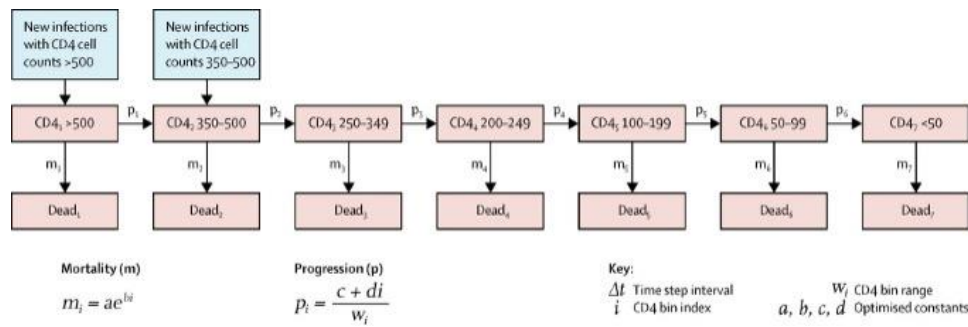 New infections
with CD4 cell
counts >500
New infections
with CD4 cell
counts 350–500
CD4₁ >500
p₁
CD4₂ 350–500
p₂
CD4₃ 250–349
p₃
CD4₄ 200–249
p₄
CD4₅ 100–199
p₅
CD4₆ 50–99
p₆
CD4₇ <50
m₁
m₂
m₃
m₄
m₅
m₆
m₇
Dead₁
Dead₂
Dead₃
Dead₄
Dead₅
Dead₆
Dead₇
Mortality (m)
mᵢ = ae^{bi}
Progression (p)
pᵢ = (c + di) / wᵢ
Key:
Δt Time step interval
i CD4 bin index
wᵢ CD4 bin range
a, b, c, d Optimised constants